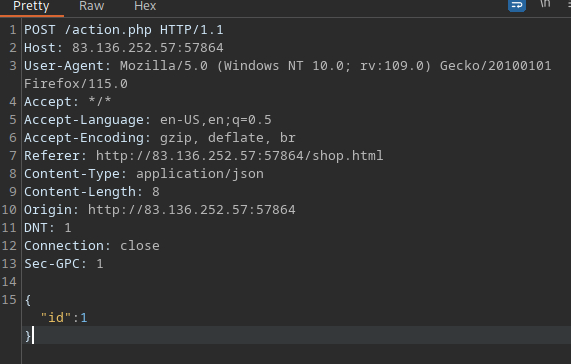 Pretty Raw Hex \n
1 POST /action.php HTTP/1.1
2 Host: 83.136.252.57:57864
3 User-Agent: Mozilla/5.0 (Windows NT 10.0; rv:109.0) Gecko/20100101
Firefox/115.0
4 Accept: */*
5 Accept-Language: en-US,en;q=0.5
6 Accept-Encoding: gzip, deflate, br
7 Referer: http://83.136.252.57:57864/shop.html
8 Content-Type: application/json
9 Content-Length: 8
10 Origin: http://83.136.252.57:57864
11 DNT: 1
12 Connection: close
13 Sec-GPC: 1
14
15 {
"id":1
}